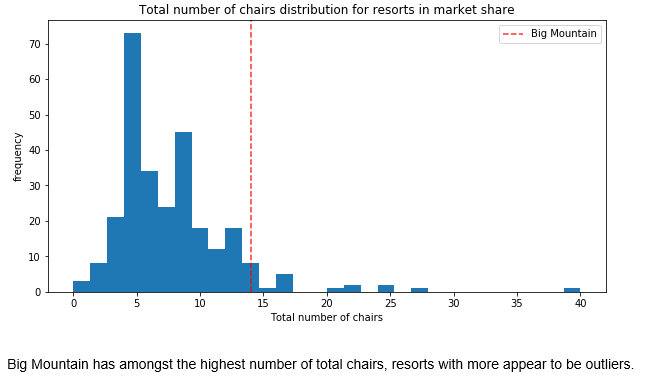 Total number of chairs distribution for resorts in market share
Big Mountain
70
60
50
40
30
20
10
0
frequency
0 5 10 15 20 25 30 35 40
Total number of chairs
Big Mountain has amongst the highest number of total chairs, resorts with more appear to be outliers.